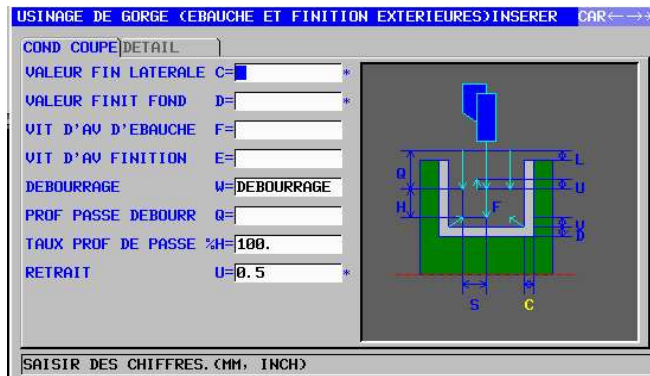 USINAGE DE GORGE (EBAUCHE ET FINITION EXTERIEURES)INSERER CAR←→
COND COUPE DETAIL
VALEUR FIN LATERALE C= *
VALEUR FINIT FOND D= *
VIT D'AV D'EBAUCHE F=
VIT D'AV FINITION E=
DEBOURRAGE W=DEBOURRAGE
PROF PASSE DEBOURR Q=
TAUX PROF DE PASSE %H=100.
RETRAIT U=0.5 *
L
Q
U
H
F
U
D
S
C
SAISIR DES CHIFFRES.(MM, INCH)